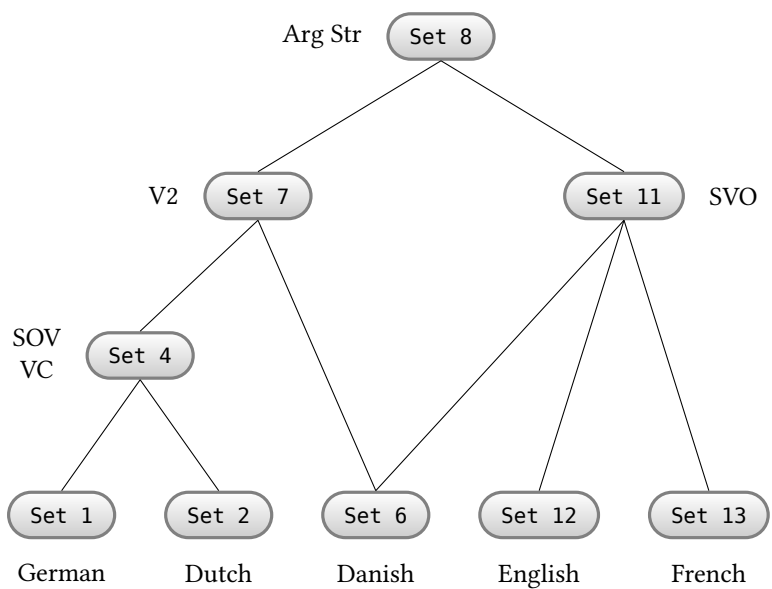 Arg Str Set 8
V2 Set 7 Set 11 SVO
SOV
VC
Set 4
Set 1 Set 2 Set 6 Set 12 Set 13
German Dutch Danish English French